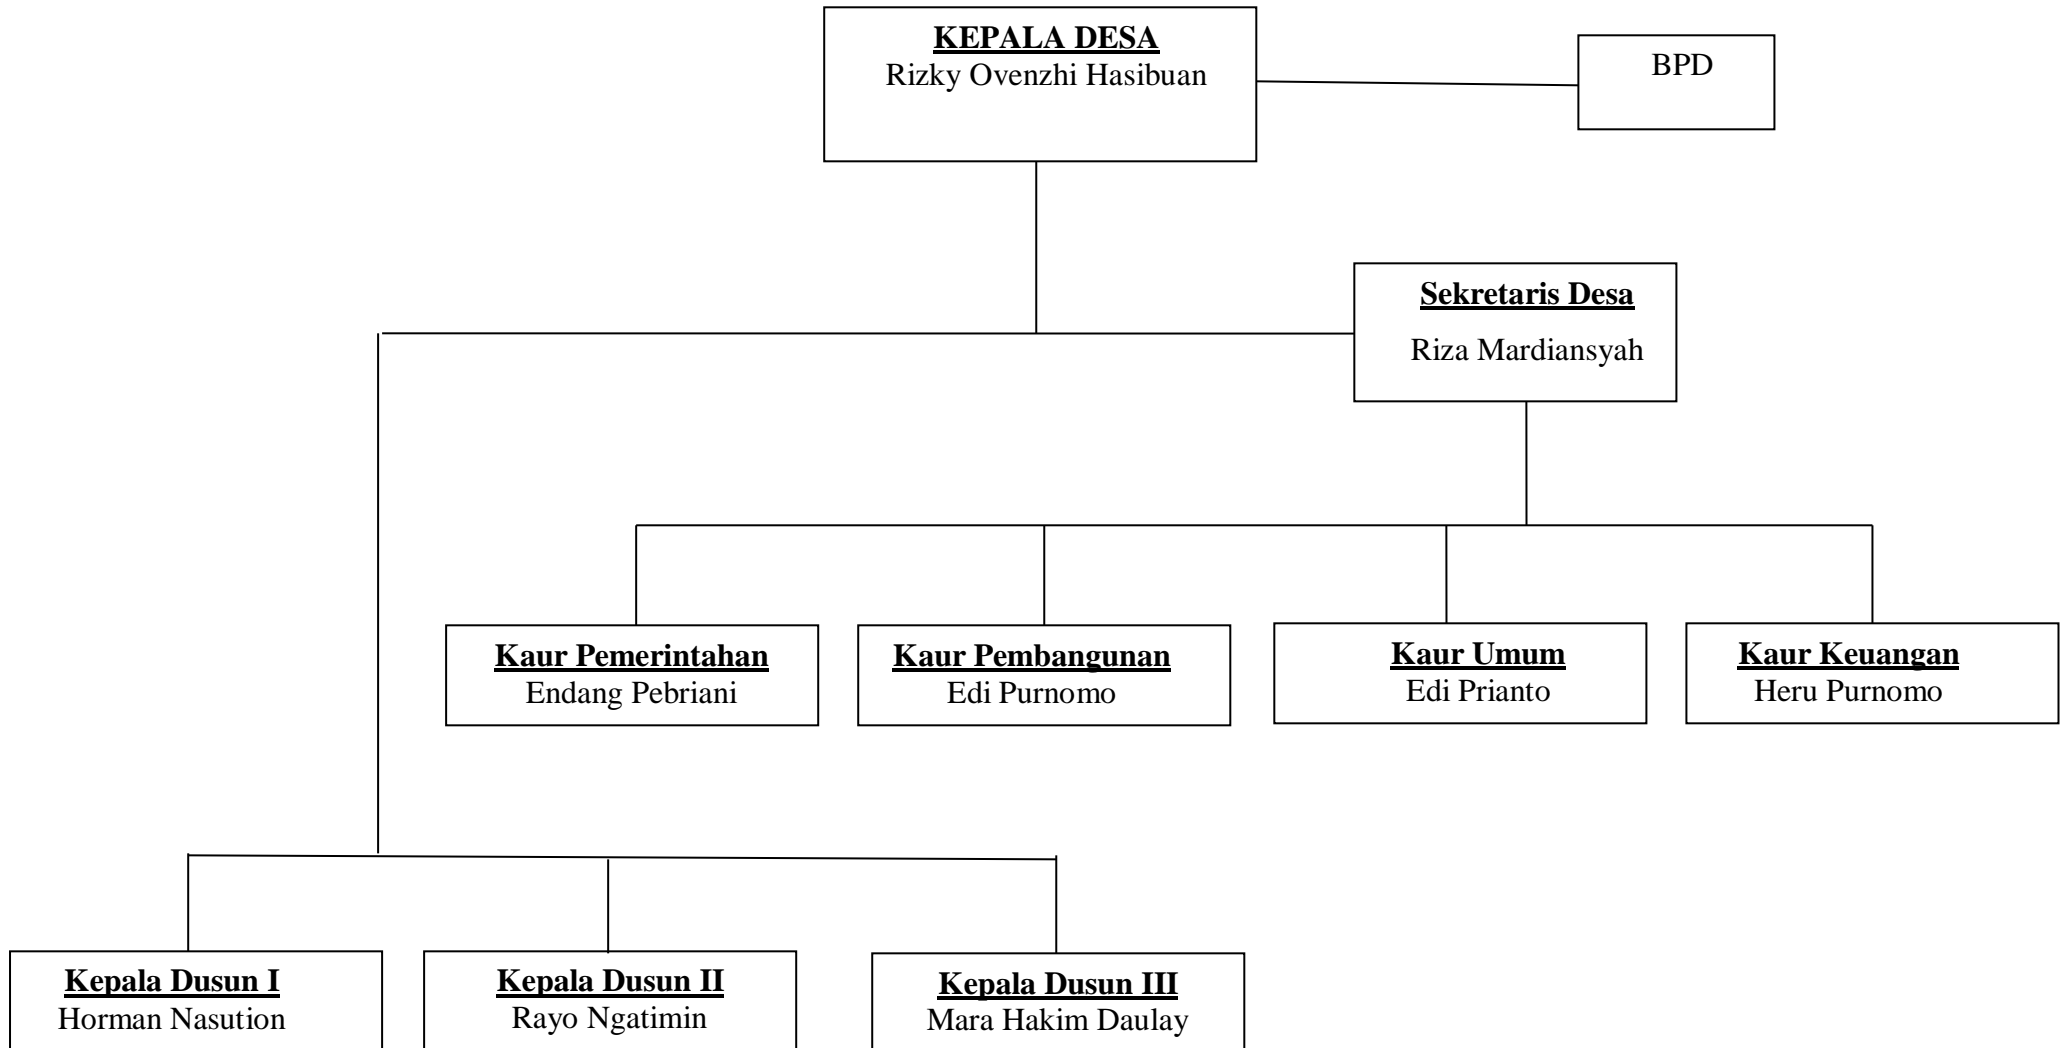 KEPALA DESA
Rizky Ovenzhi Hasibuan
BPD
Sekretaris Desa
Riza Mardiansyah
Kaur Pemerintahan
Endang Pebriani
Kaur Pembangunan
Edi Purnomo
Kaur Umum
Edi Prianto
Kaur Keuangan
Heru Purnomo
Kepala Dusun I
Horman Nasution
Kepala Dusun II
Rayo Ngatimin
Kepala Dusun III
Mara Hakim Daulay